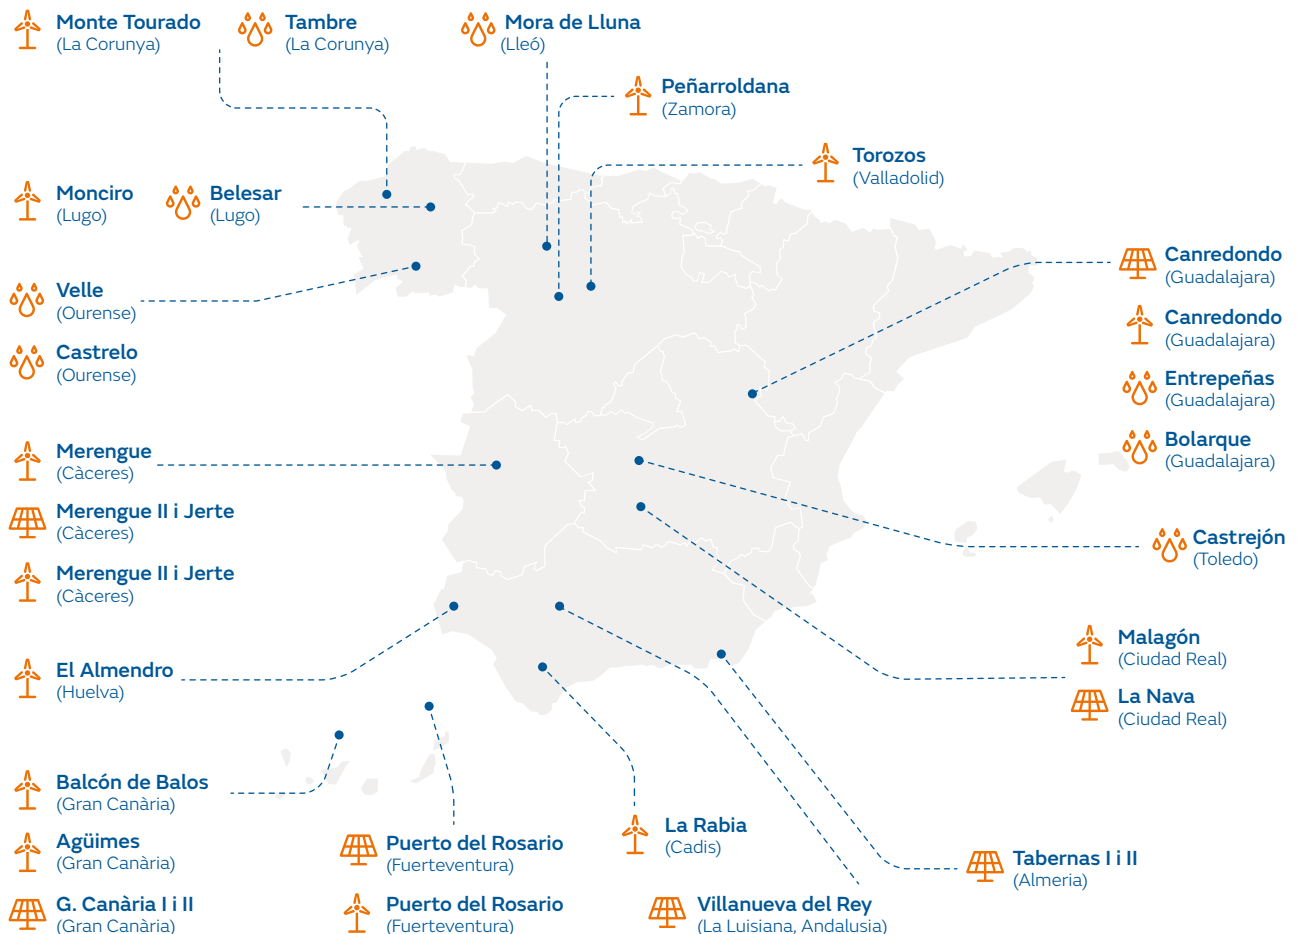 Monte Tourado
(La Corunya)
Tambre
(La Corunya)
Mora de Lluna
(Lleó)
Peñarroldana
(Zamora)
Torozos
(Valladolid)
Monciro
(Lugo)
Belesar
(Lugo)
Velle
(Ourense)
Castrelo
(Ourense)
Canredondo
(Guadalajara)
Canredondo
(Guadalajara)
Entrepeñas
(Guadalajara)
Bolarque
(Guadalajara)
Merengue
(Càceres)
Merengue II i Jerte
(Càceres)
Merengue II i Jerte
(Càceres)
Castrejón
(Toledo)
El Almendro
(Huelva)
Malagón
(Ciudad Real)
La Nava
(Ciudad Real)
Balcón de Balos
(Gran Canària)
Agüimes
(Gran Canària)
G. Canària I i II
(Gran Canària)
Puerto del Rosario
(Fuerteventura)
Puerto del Rosario
(Fuerteventura)
La Rabia
(Cadis)
Villanueva del Rey
(La Luisiana, Andalusia)
Tabernas I i II
(Almeria)